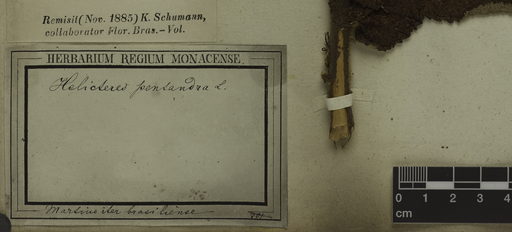 Remisit (Nov. 1885) K. Schumann,
collaborator Flor. Bras. - Vol.
HERBARIUM REGIUM MONACENSE.
Helicteres pentandra L.
Martius iter brasiliense
0 1 2 3 4
cm